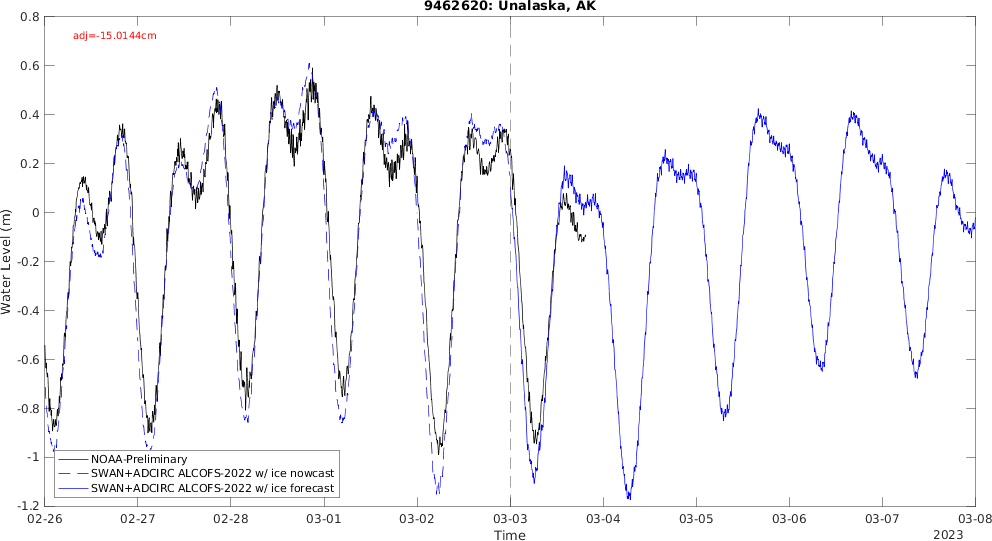 9462620: Unalaska, AK
adj=-15.0144cm
Water Level (m)
0.8
0.6
0.4
0.2
0
-0.2
-0.4
-0.6
-0.8
-1
-1.2
NOAA-Preliminary
SWAN+ADCIRC ALCOFS-2022 w/ ice nowcast
SWAN+ADCIRC ALCOFS-2022 w/ ice forecast
02-26 02-27 02-28 03-01 03-02 03-03 03-04 03-05 03-06 03-07 03-08
Time
2023